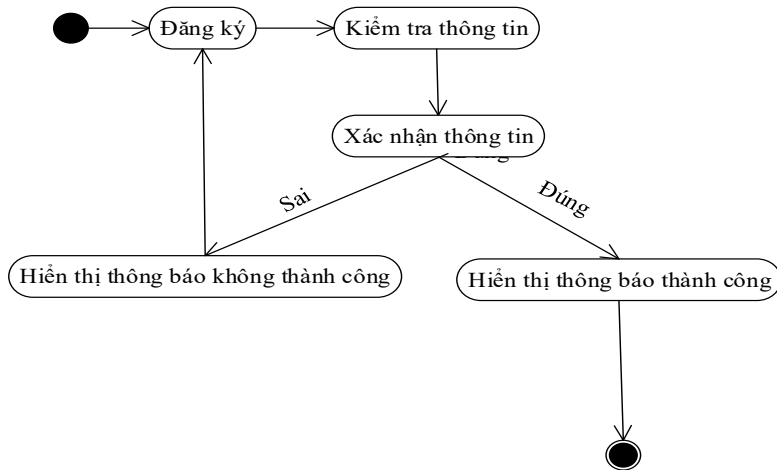 Đăng ký
Kiểm tra thông tin
Xác nhận thông tin
Sai
Đúng
Hiển thị thông báo không thành công
Hiển thị thông báo thành công